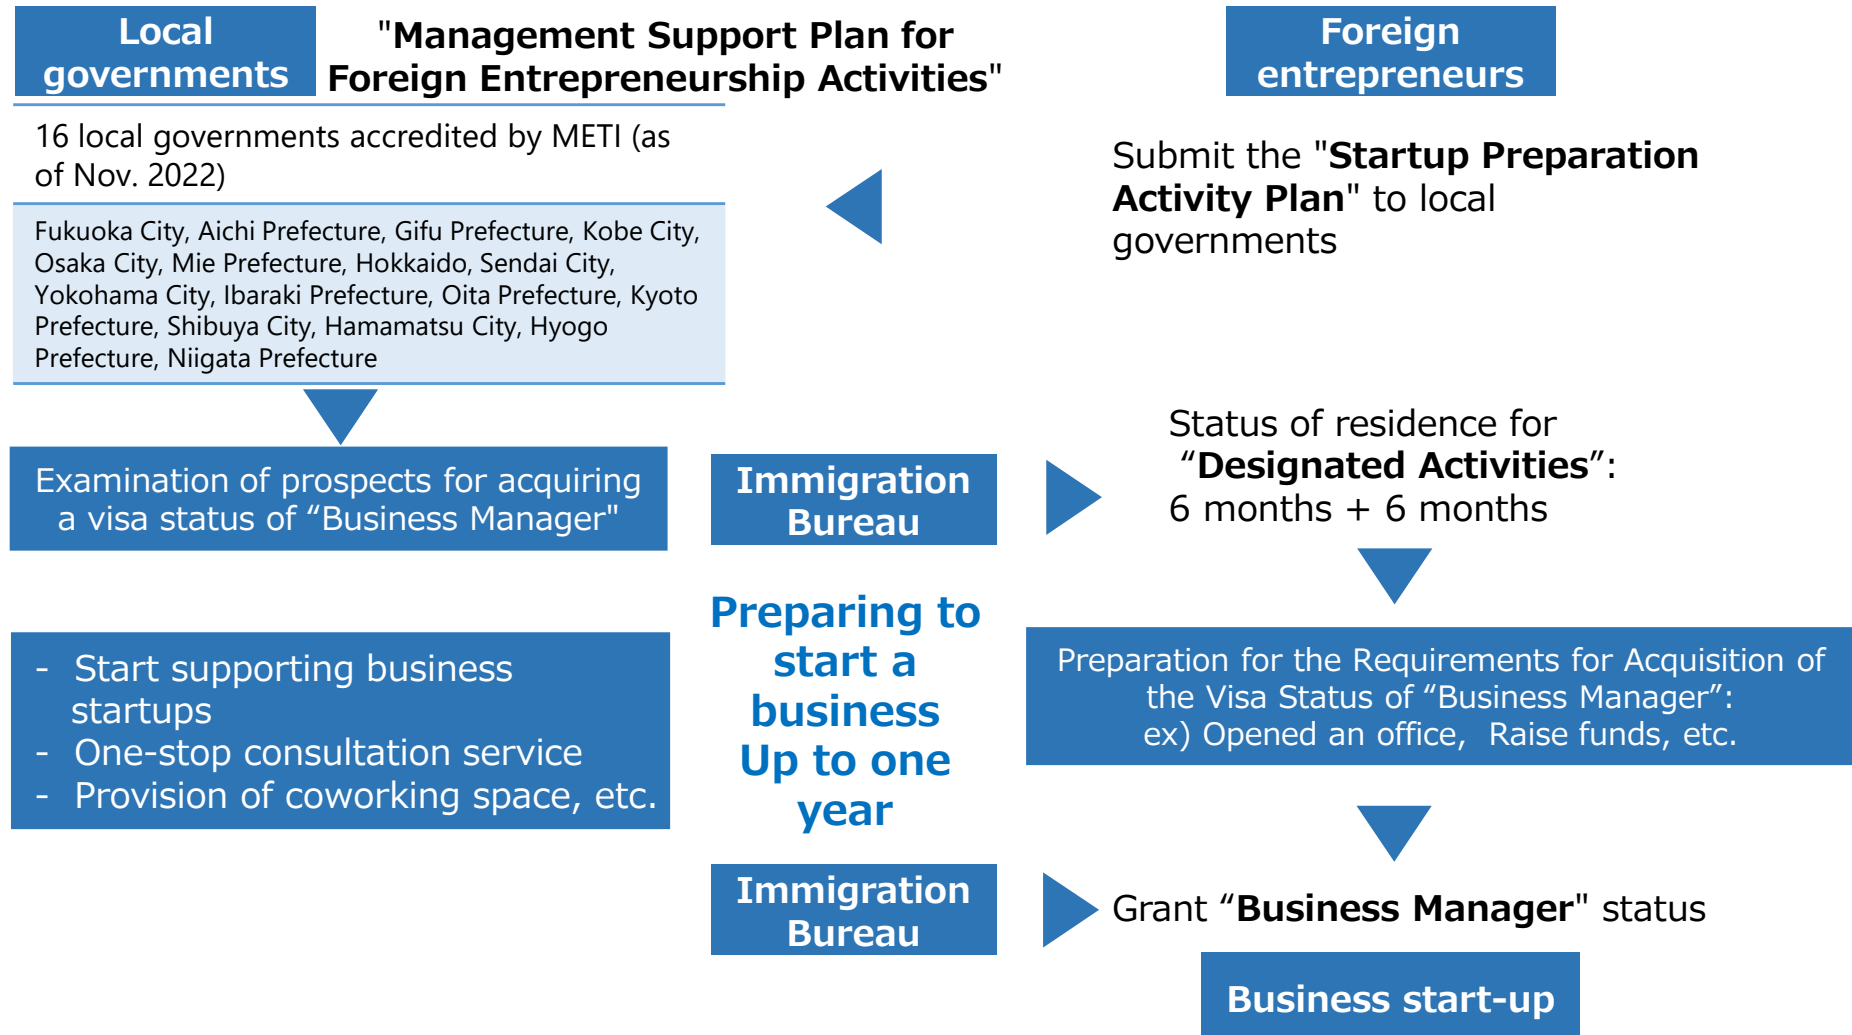 Local
governments
"Management Support Plan for
Foreign Entrepreneurship Activities"
Foreign
entrepreneurs
16 local governments accredited by METI (as
of Nov. 2022)
Fukuoka City, Aichi Prefecture, Gifu Prefecture, Kobe City,
Osaka City, Mie Prefecture, Hokkaido, Sendai City,
Yokohama City, Ibaraki Prefecture, Oita Prefecture, Kyoto
Prefecture, Shibuya City, Hamamatsu City, Hyogo
Prefecture, Niigata Prefecture
Submit the "Startup Preparation
Activity Plan" to local
governments
Examination of prospects for acquiring
a visa status of “Business Manager"
Immigration
Bureau
Status of residence for
“Designated Activities”:
6 months + 6 months
- Start supporting business
startups
- One-stop consultation service
- Provision of coworking space, etc.
Preparing to
start a
business
Up to one
year
Preparation for the Requirements for Acquisition of
the Visa Status of “Business Manager”:
ex) Opened an office, Raise funds, etc.
Immigration
Bureau
Grant “Business Manager" status
Business start-up